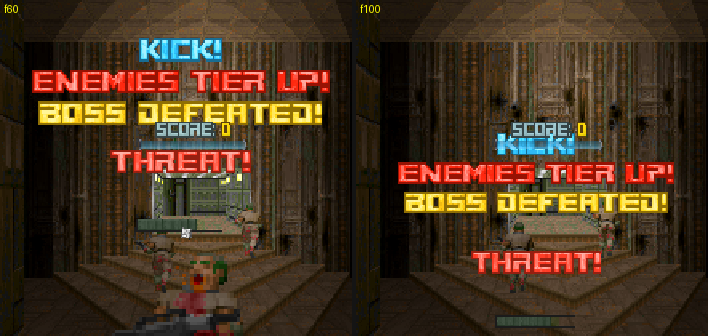 f60
KICK!
ENEMIES TIER UP!
BOSS DEFEATED!
SCORE: 0
THREAT!
f100
SCORE: 0
KICK!
ENEMIES TIER UP!
BOSS DEFEATED!
THREAT!